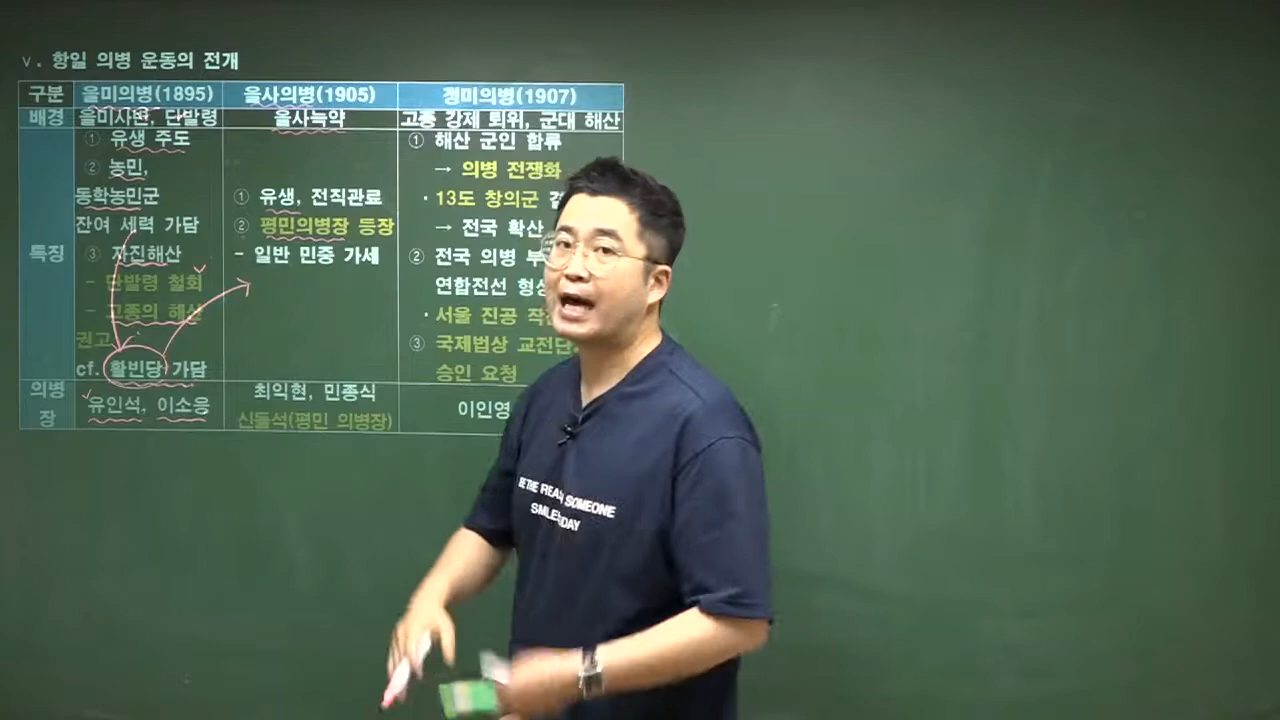 v. 항일 의병 운동의 전개
구분 을미의병(1895) 을사의병(1905) 정미의병(1907)
배경 을미사변, 단발령 을사늑약 고종 강제 퇴위, 군대 해산
특징
① 유생 주도
② 농민,
동학농민군
잔여 세력 가담
③ 자진해산
- 단발령 철회
- 고종의 해산
권고
cf. 활빈당 가담
① 유생, 전직관료
② 평민의병장 등장
- 일반 민중 가세
① 해산 군인 합류
→ 의병 전쟁화
· 13도 창의군
→ 전국 확산
② 전국 의병
연합전선 형성
· 서울 진공
③ 국제법상 교전단
승인 요청
의병
장
유인석, 이소응
최익현, 민종식
신돌석(평민 의병장)
이인영
BE THE REAL SOMEONE
SMILE DAY